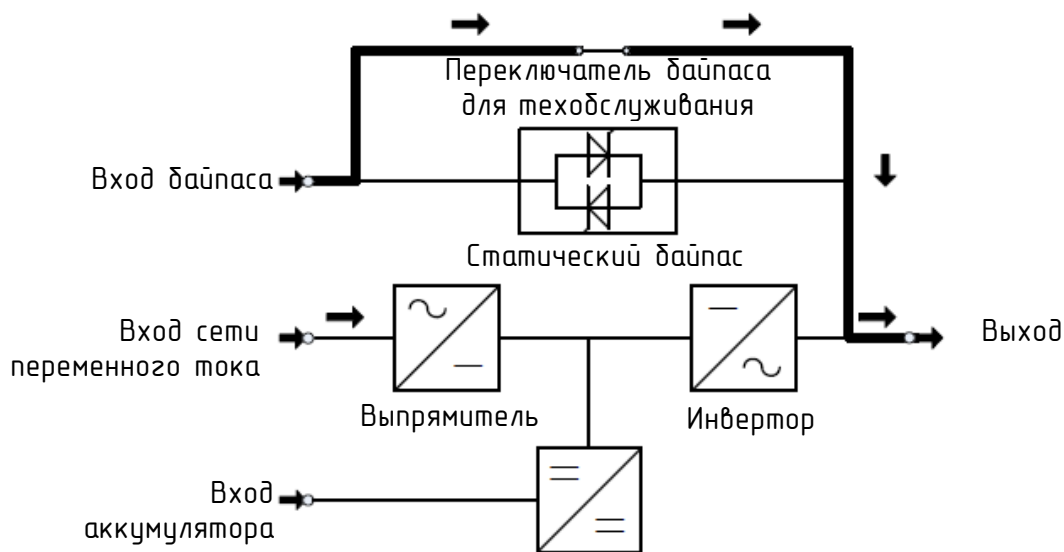 Переключатель байпаса
для техобслуживания
Вход байпаса
Статический байпас
Вход сети
переменного тока
Выход
Выпрямитель
Инвертор
Вход
аккумулятора